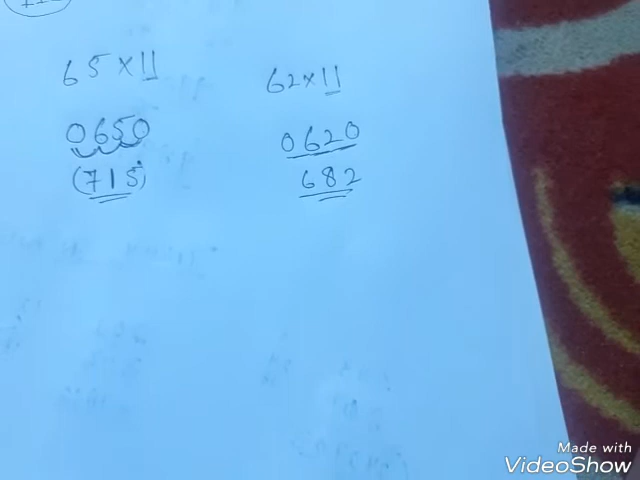 65 × 11
0650
(715)
62 × 11
0620
682
Made with
VideoShow